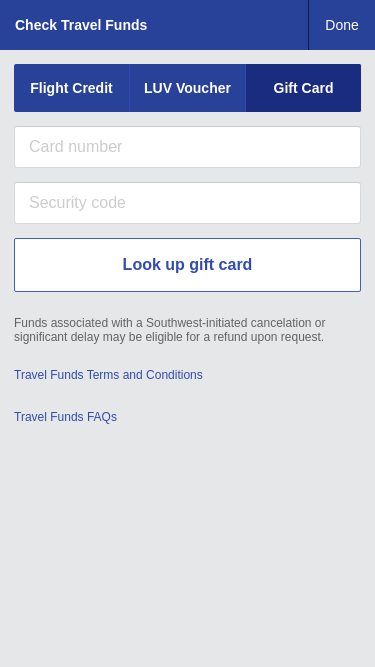 Check Travel Funds
Done
Flight Credit
LUV Voucher
Gift Card
Card number
Security code
Look up gift card
Funds associated with a Southwest-initiated cancelation or
significant delay may be eligible for a refund upon request.
Travel Funds Terms and Conditions
Travel Funds FAQs